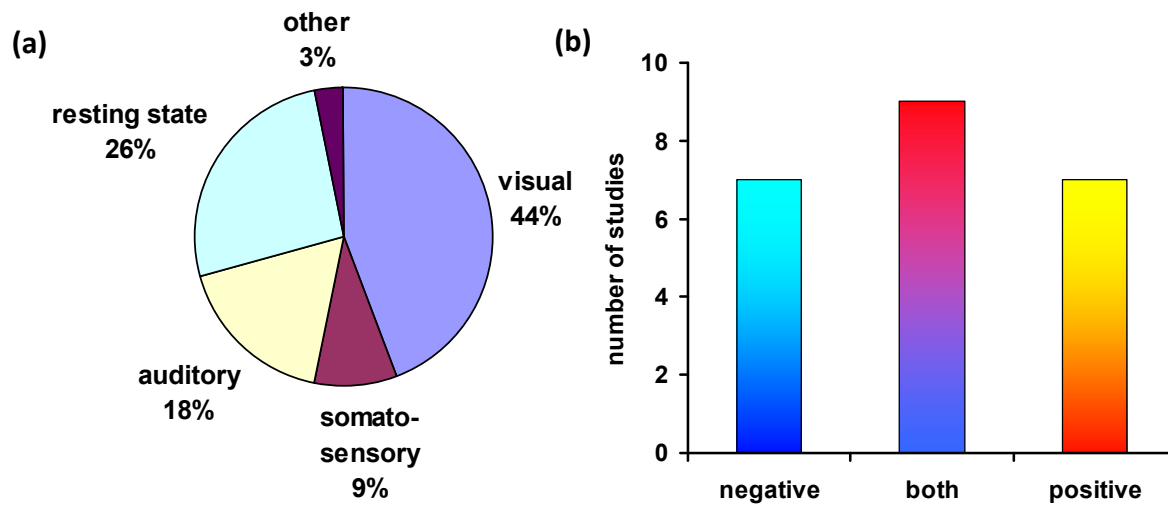 (a)
other
3%
resting state
26%
visual
44%
auditory
18%
somato-
sensory
9%
(b)
number of studies
10
8
6
4
2
0
negative
both
positive